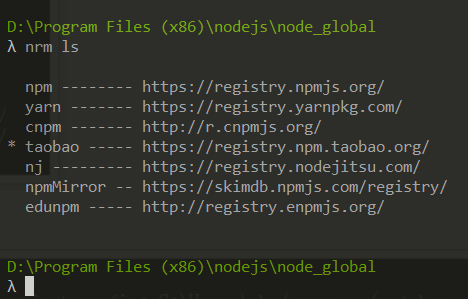 D:\Program Files (x86)\nodejs\node_global
λ nrm ls
npm -------- https://registry.npmjs.org/
yarn ------- https://registry.yarnpkg.com/
cnpm ------- http://r.cnpmjs.org/
* taobao ----- https://registry.npm.taobao.org/
nj --------- https://registry.nodejitsu.com/
npmMirror -- https://skimdb.npmjs.com/registry/
edunpm ----- http://registry.enpmjs.org/
D:\Program Files (x86)\nodejs\node_global
λ